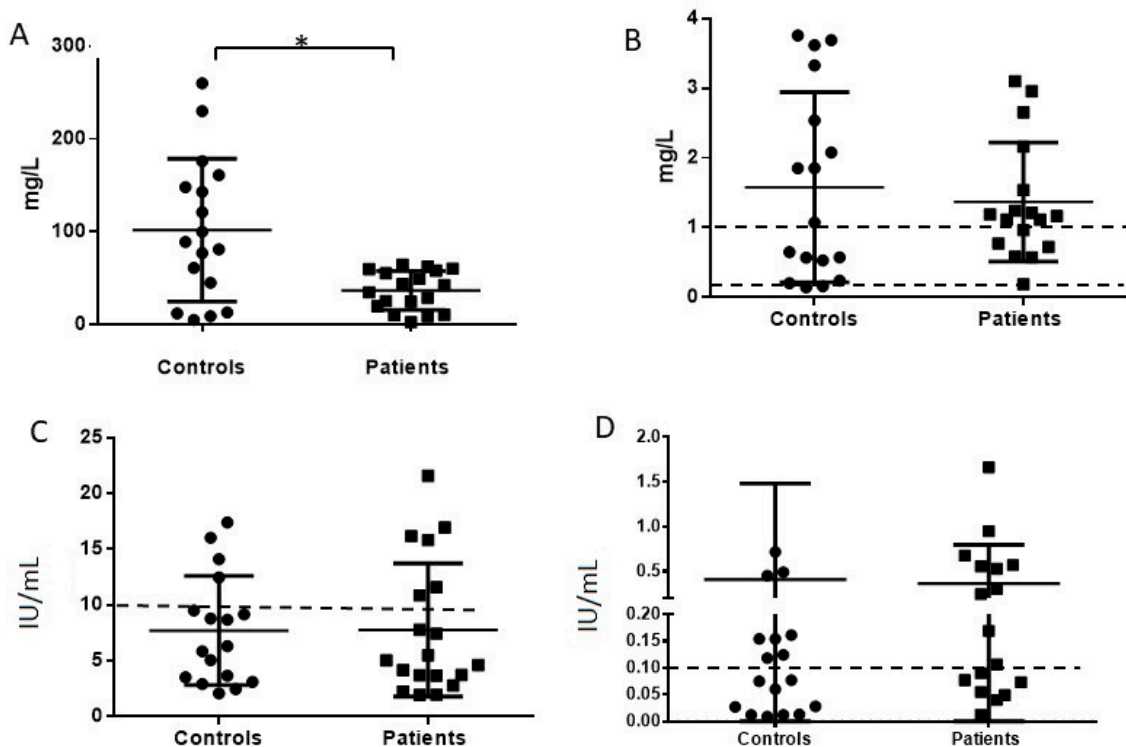 A
*
mg/L
300
200
100
0
Controls
Patients
B
mg/L
4
3
2
1
0
Controls
Patients
C
IU/mL
25
20
15
10
5
0
Controls
Patients
D
IU/mL
2.0
1.5
1.0
0.5
0.20
0.15
0.10
0.05
0.00
Controls
Patients